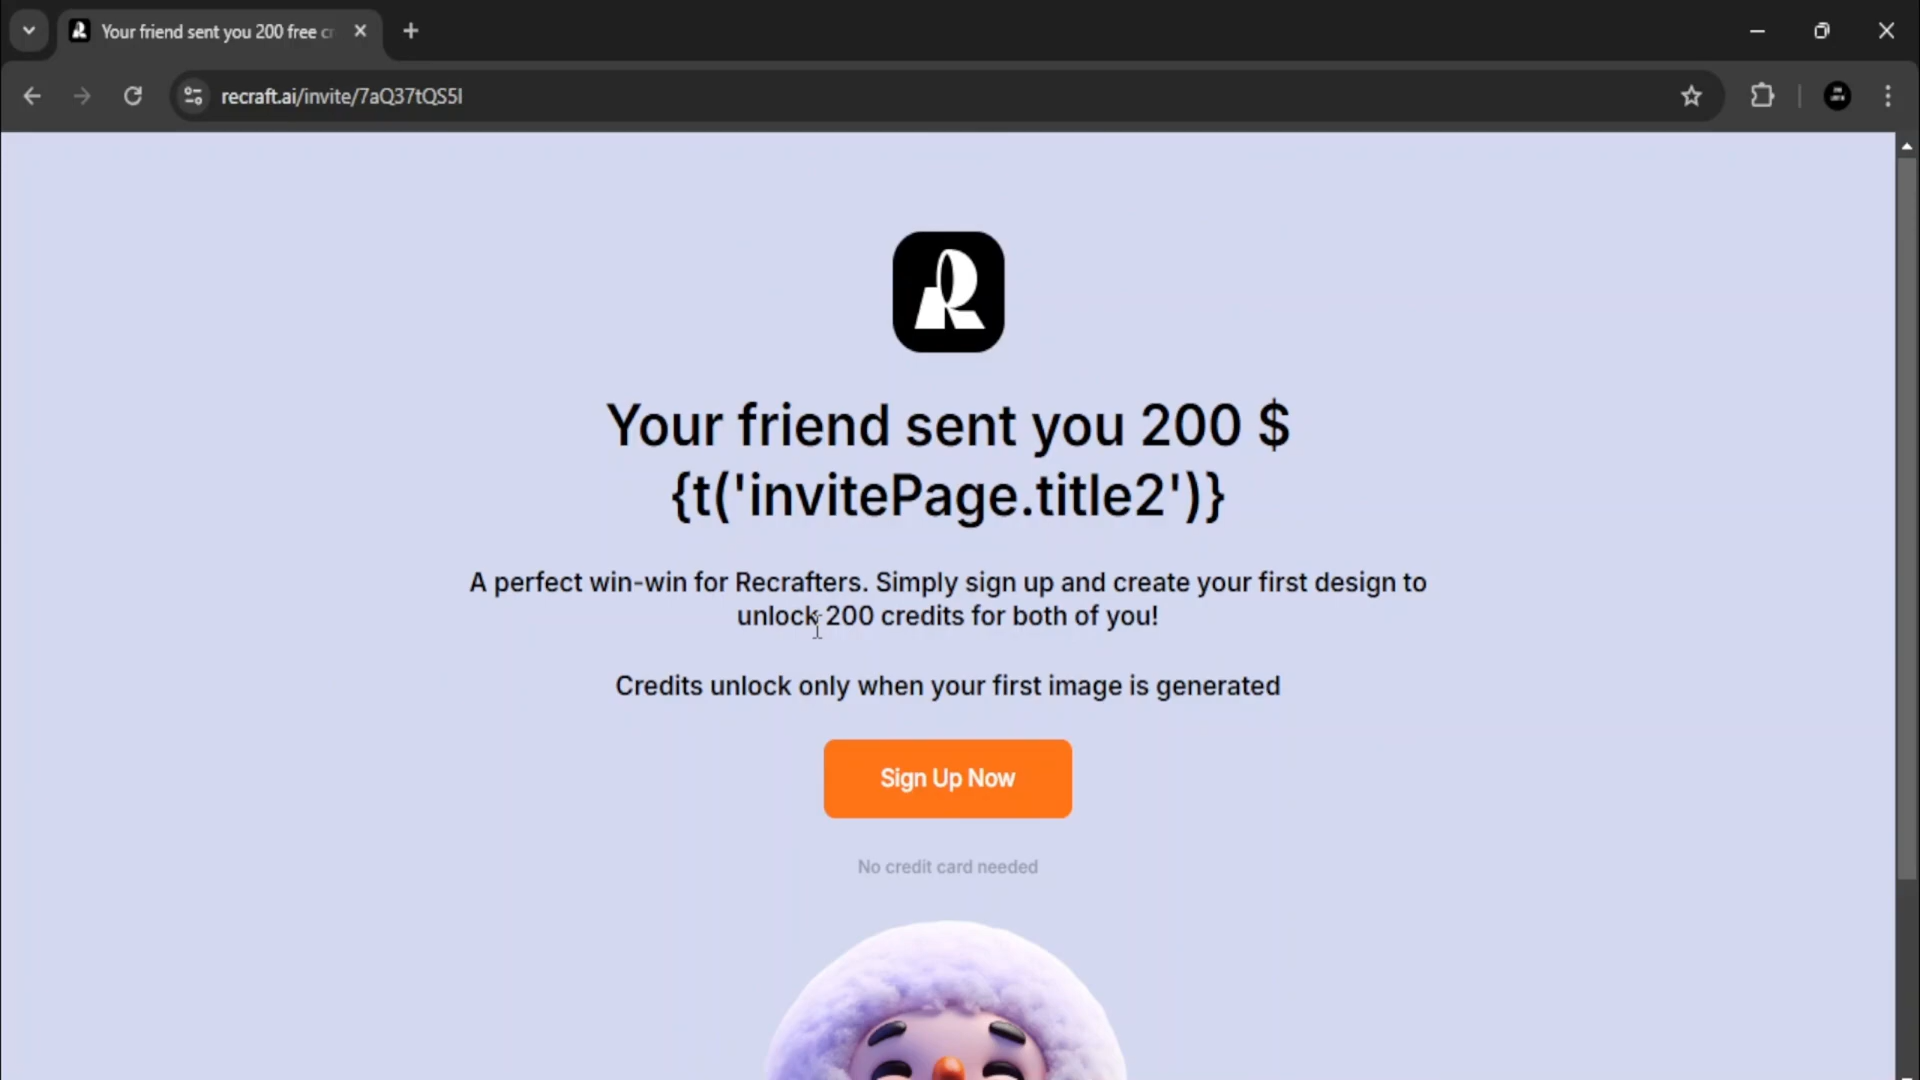 Your friend sent you 200 free cr
recraft.ai/invite/7aQ37tQS5I
Your friend sent you 200 $
{t('invitePage.title2')}
A perfect win-win for Recrafters. Simply sign up and create your first design to
unlock 200 credits for both of you!
Credits unlock only when your first image is generated
Sign Up Now
No credit card needed